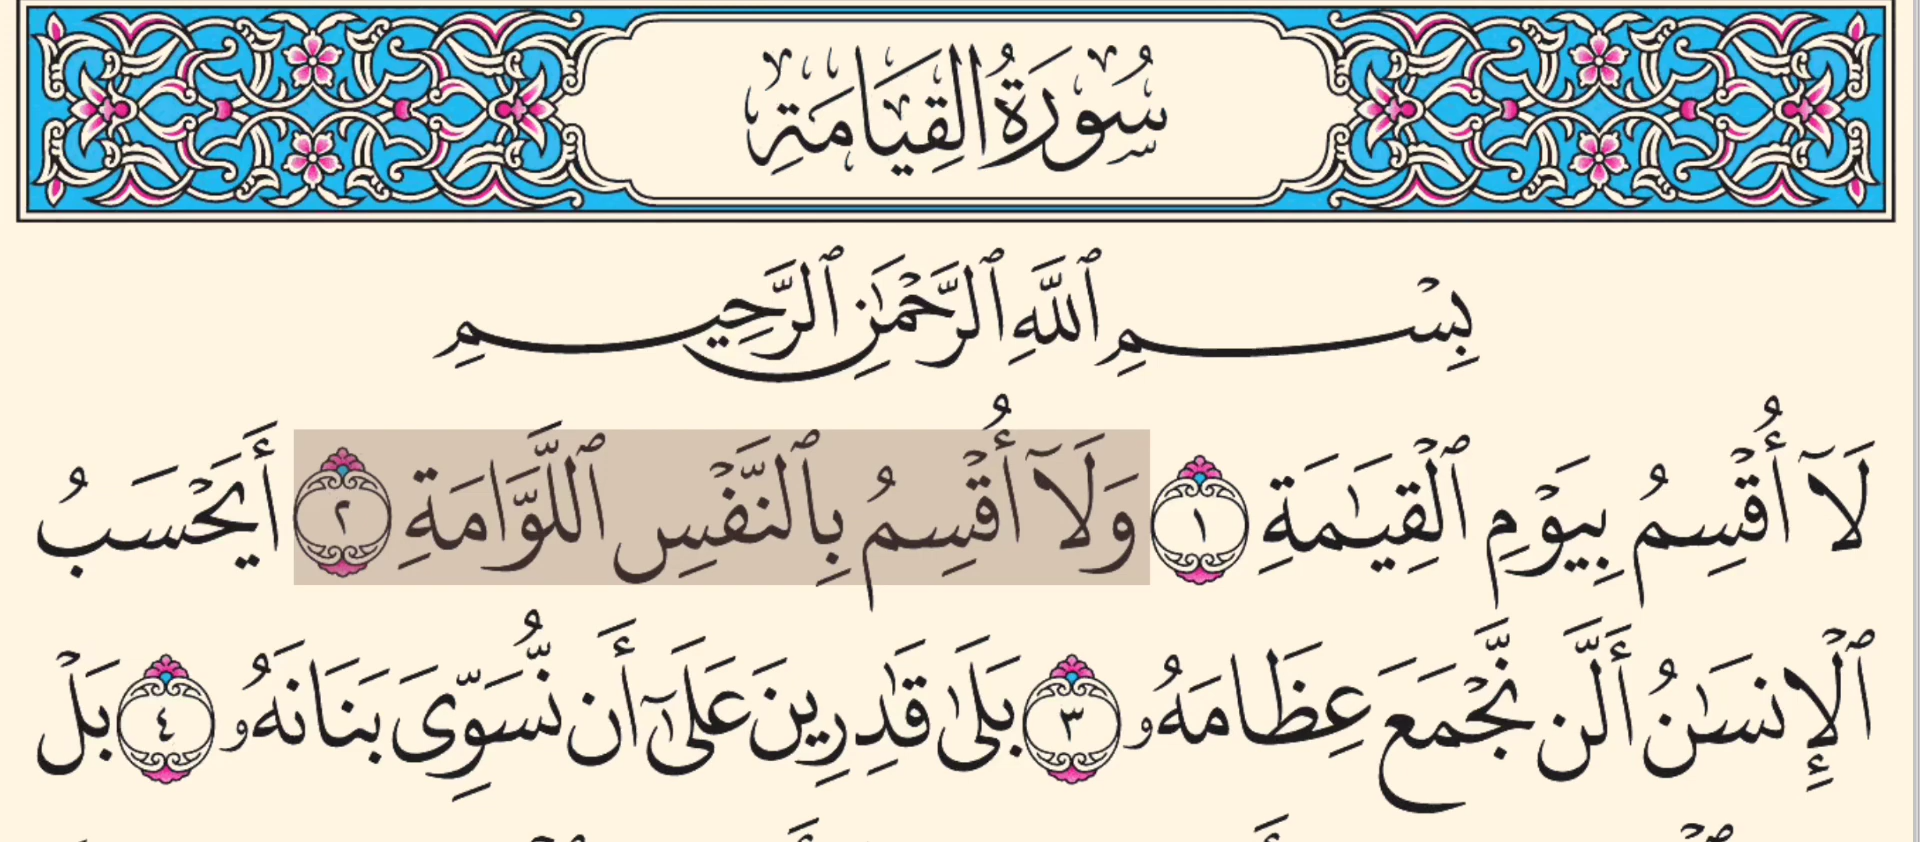 سُورَةُ القِيَامَةِ
بِسْمِ ٱللَّهِ ٱلرَّحْمَٰنِ ٱلرَّحِيمِ
لَآ أُقْسِمُ بِيَوْمِ ٱلْقِيَٰمَةِ ١ وَلَآ أُقْسِمُ بِٱلنَّفْسِ ٱللَّوَّامَةِ ٢ أَيَحْسَبُ
ٱلْإِنسَٰنُ أَلَّن نَّجْمَعَ عِظَامَهُۥ ٣ بَلَىٰ قَٰدِرِينَ عَلَىٰٓ أَن نُّسَوِّىَ بَنَانَهُۥ ٤ بَلْ